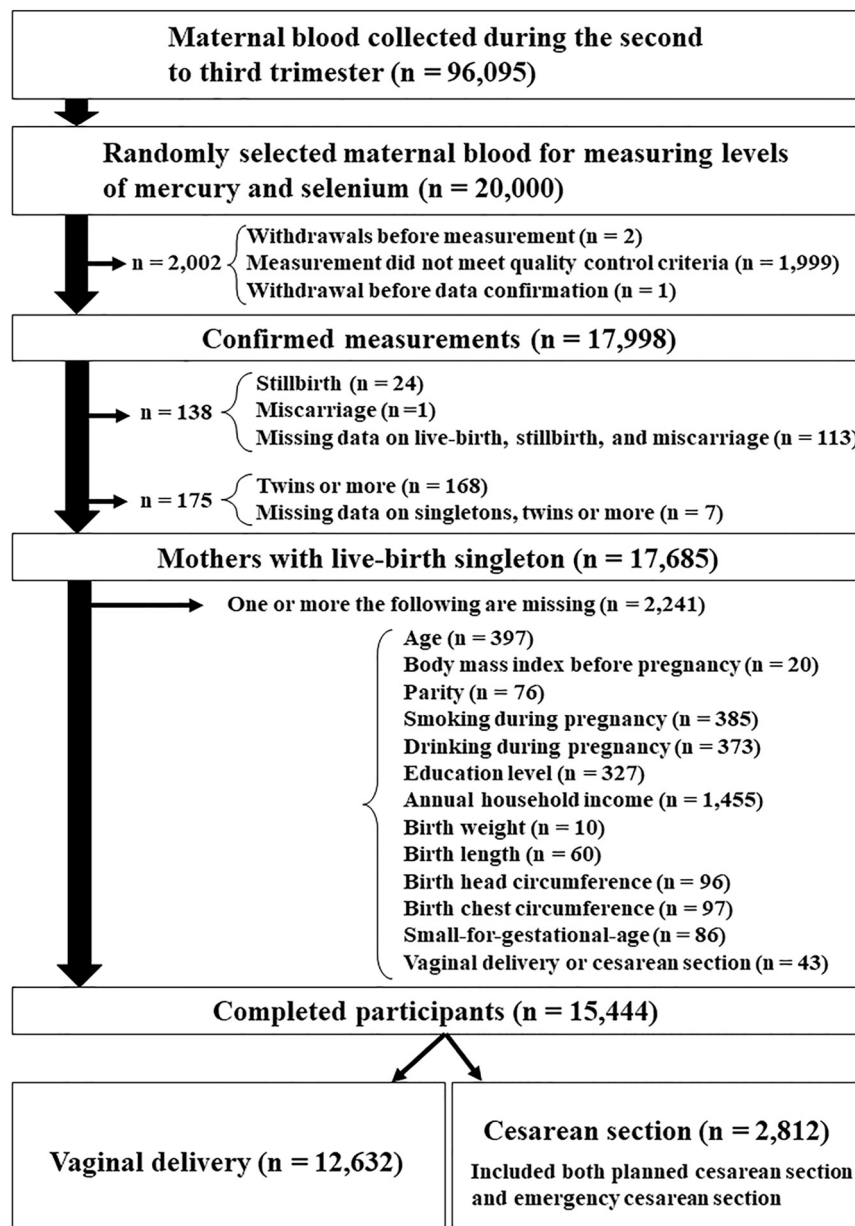 Maternal blood collected during the second
to third trimester (n = 96,095)
Randomly selected maternal blood for measuring levels
of mercury and selenium (n = 20,000)
n = 2,002
Withdrawals before measurement (n = 2)
Measurement did not meet quality control criteria (n = 1,999)
Withdrawal before data confirmation (n = 1)
Confirmed measurements (n = 17,998)
n = 138
Stillbirth (n = 24)
Miscarriage (n =1)
Missing data on live-birth, stillbirth, and miscarriage (n = 113)
n = 175
Twins or more (n = 168)
Missing data on singletons, twins or more (n = 7)
Mothers with live-birth singleton (n = 17,685)
One or more the following are missing (n = 2,241)
Age (n = 397)
Body mass index before pregnancy (n = 20)
Parity (n = 76)
Smoking during pregnancy (n = 385)
Drinking during pregnancy (n = 373)
Education level (n = 327)
Annual household income (n = 1,455)
Birth weight (n = 10)
Birth length (n = 60)
Birth head circumference (n = 96)
Birth chest circumference (n = 97)
Small-for-gestational-age (n = 86)
Vaginal delivery or cesarean section (n = 43)
Completed participants (n = 15,444)
Vaginal delivery (n = 12,632)
Cesarean section (n = 2,812)
Included both planned cesarean section
and emergency cesarean section